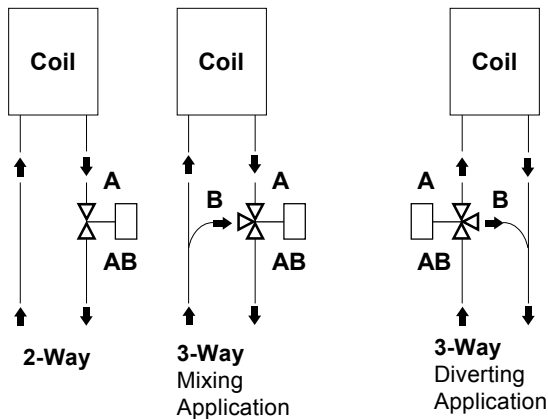 Coil
A
AB
2-Way
Coil
A
B
AB
3-Way
Mixing
Application
Coil
A
B
AB
3-Way
Diverting
Application